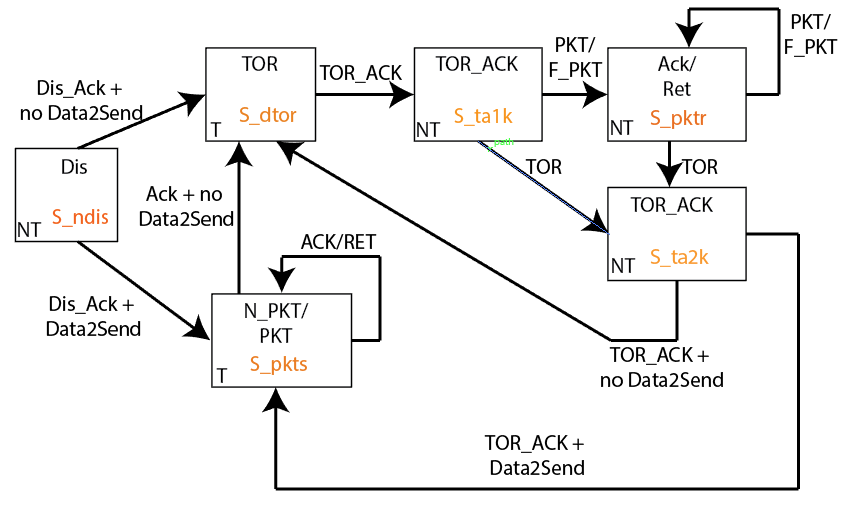 PKT/
F_PKT
TOR
S_dtor
T
TOR_ACK
TOR_ACK
S_ta1k
NT
PKT/
F_PKT
Ack/
Ret
S_pktr
NT
Dis_Ack +
no Data2Send
path
TOR
TOR
Dis
S_ndis
NT
Ack + no
Data2Send
TOR_ACK
S_ta2k
NT
ACK/RET
Dis_Ack +
Data2Send
N_PKT/
PKT
S_pkts
T
TOR_ACK +
no Data2Send
TOR_ACK +
Data2Send